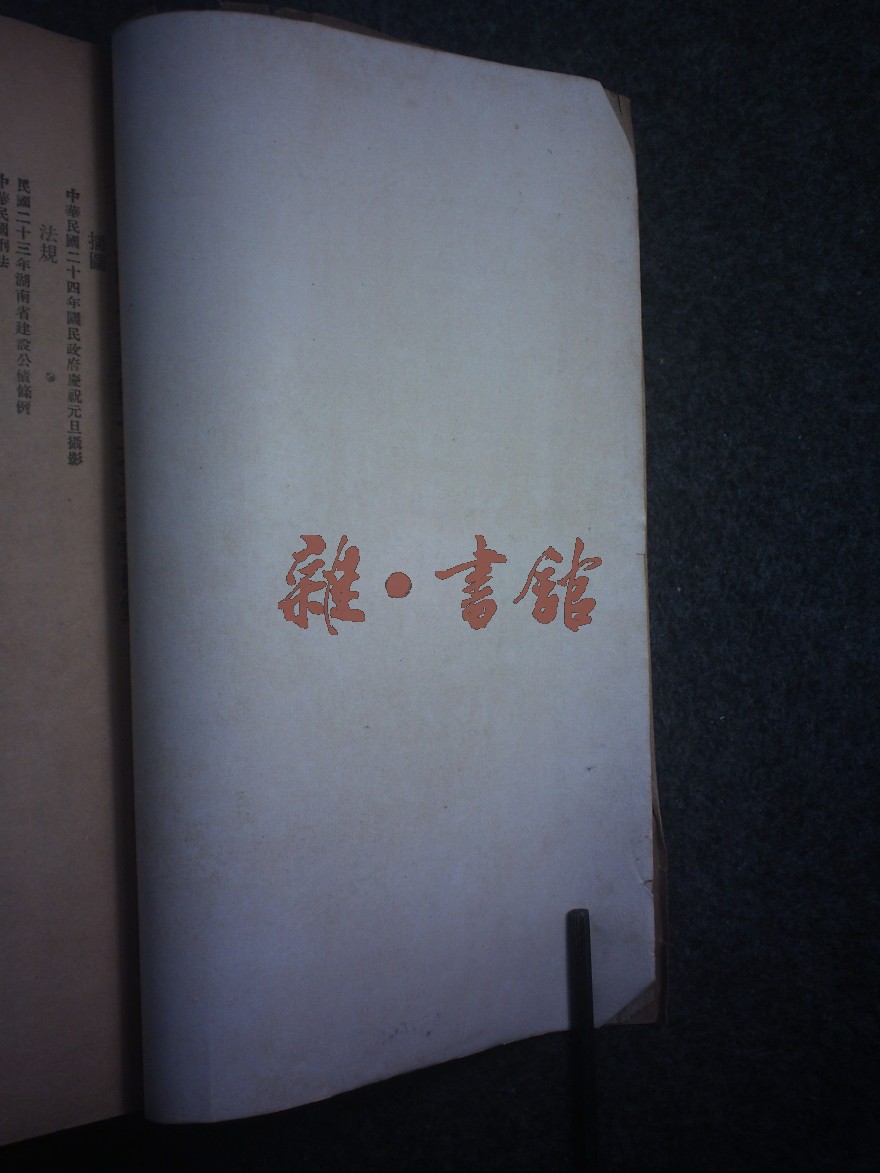 插圖
中華民國二十四年國民政府慶祝元旦攝影
法規
民國二十三年湖南省建設公債條例
中華民國刑法
雜·書館